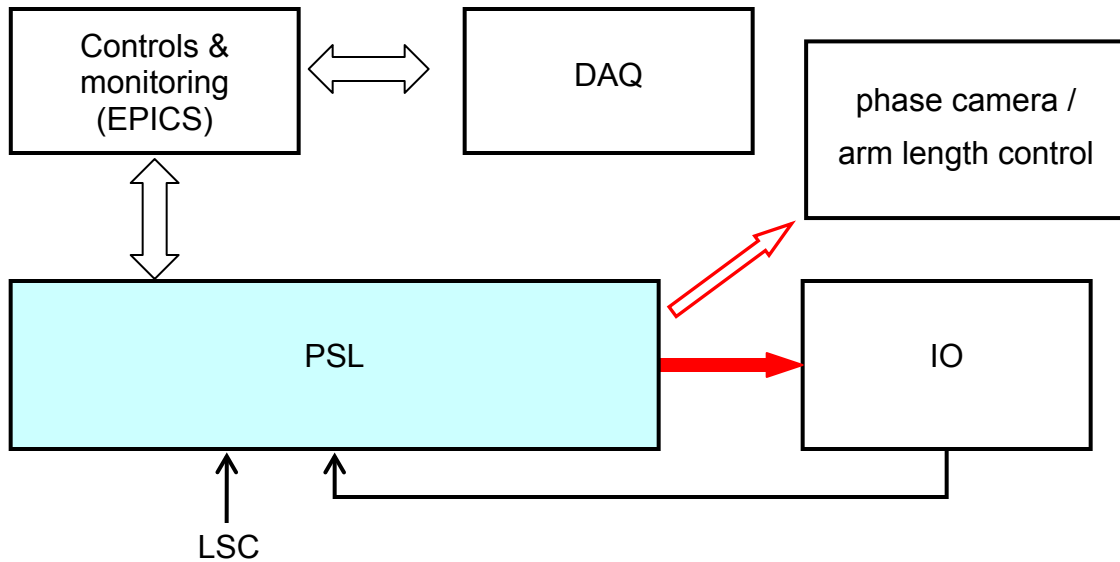 Controls &
monitoring
(EPICS)
DAQ
phase camera /
arm length control
PSL
IO
LSC